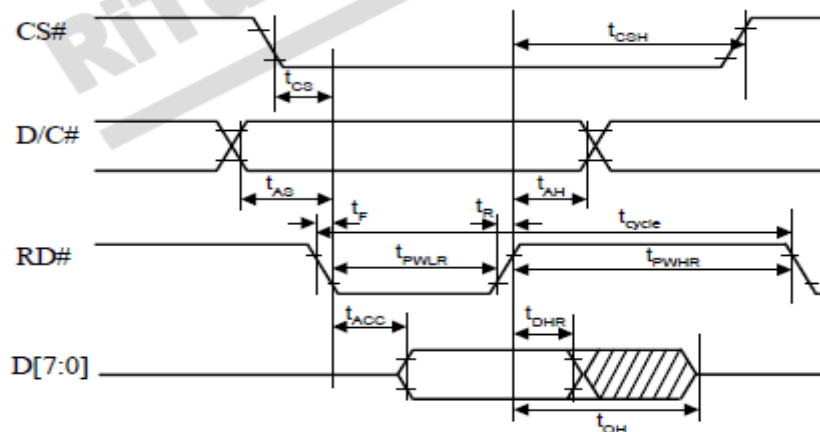 CS#
tCSH
tCS
D/C#
tAS
tAH
tF
tR
tcycle
RD#
tPWLR
tPWHR
tACC
tDHR
D[7:0]
tOH